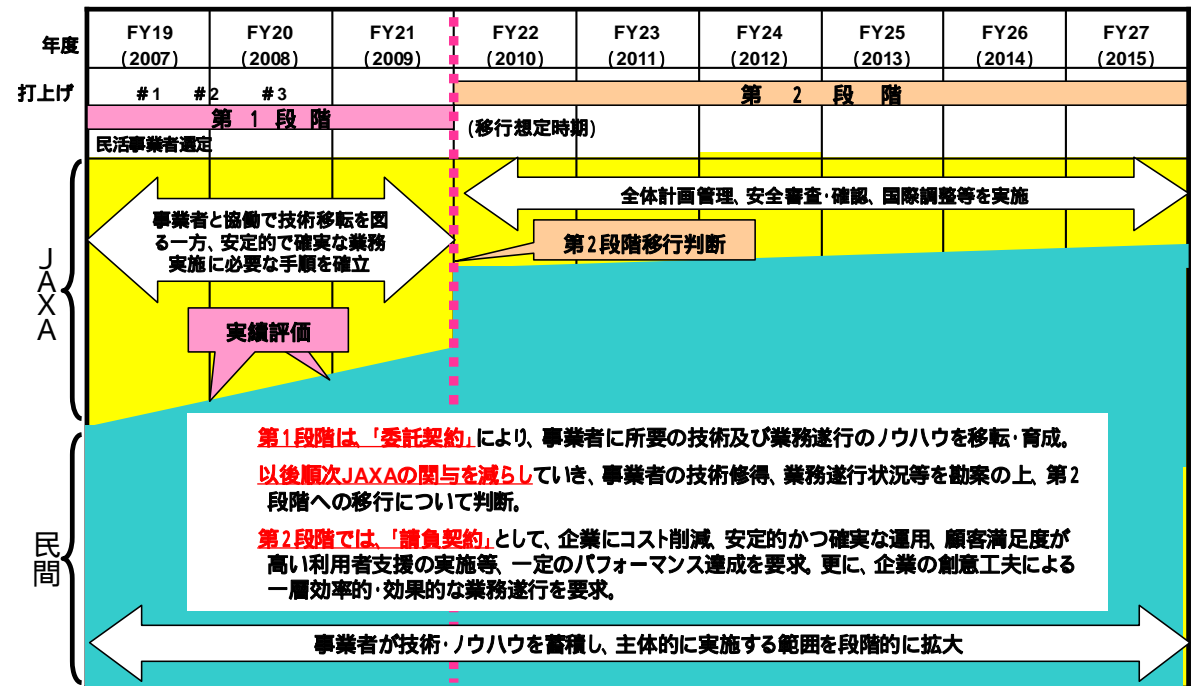 年度
FY19 FY20 FY21 FY22 FY23 FY24 FY25 FY26 FY27
(2007) (2008) (2009) (2010) (2011) (2012) (2013) (2014) (2015)
打上げ
#1 #2 #3
第 2 段 階
第 1 段 階
(移行想定時期)
民活事業者選定
JAXA
全体計画管理、安全審査・確認、国際調整等を実施
事業者と協働で技術移転を図
る一方、安定的で確実な業務
実施に必要な手順を確立
第2段階移行判断
実績評価
民間
第1段階は、「委託契約」により、事業者に所要の技術及び業務遂行のノウハウを移転・育成。
以後順次JAXAの関与を減らしていき、事業者の技術修得、業務遂行状況等を勘案の上、第2
段階への移行について判断。
第2段階では、「請負契約」として、企業にコスト削減、安定的かつ確実な運用、顧客満足度が
高い利用者支援の実施等、一定のパフォーマンス達成を要求。更に、企業の創意工夫による
一層効率的・効果的な業務遂行を要求。
事業者が技術・ノウハウを蓄積し、主体的に実施する範囲を段階的に拡大